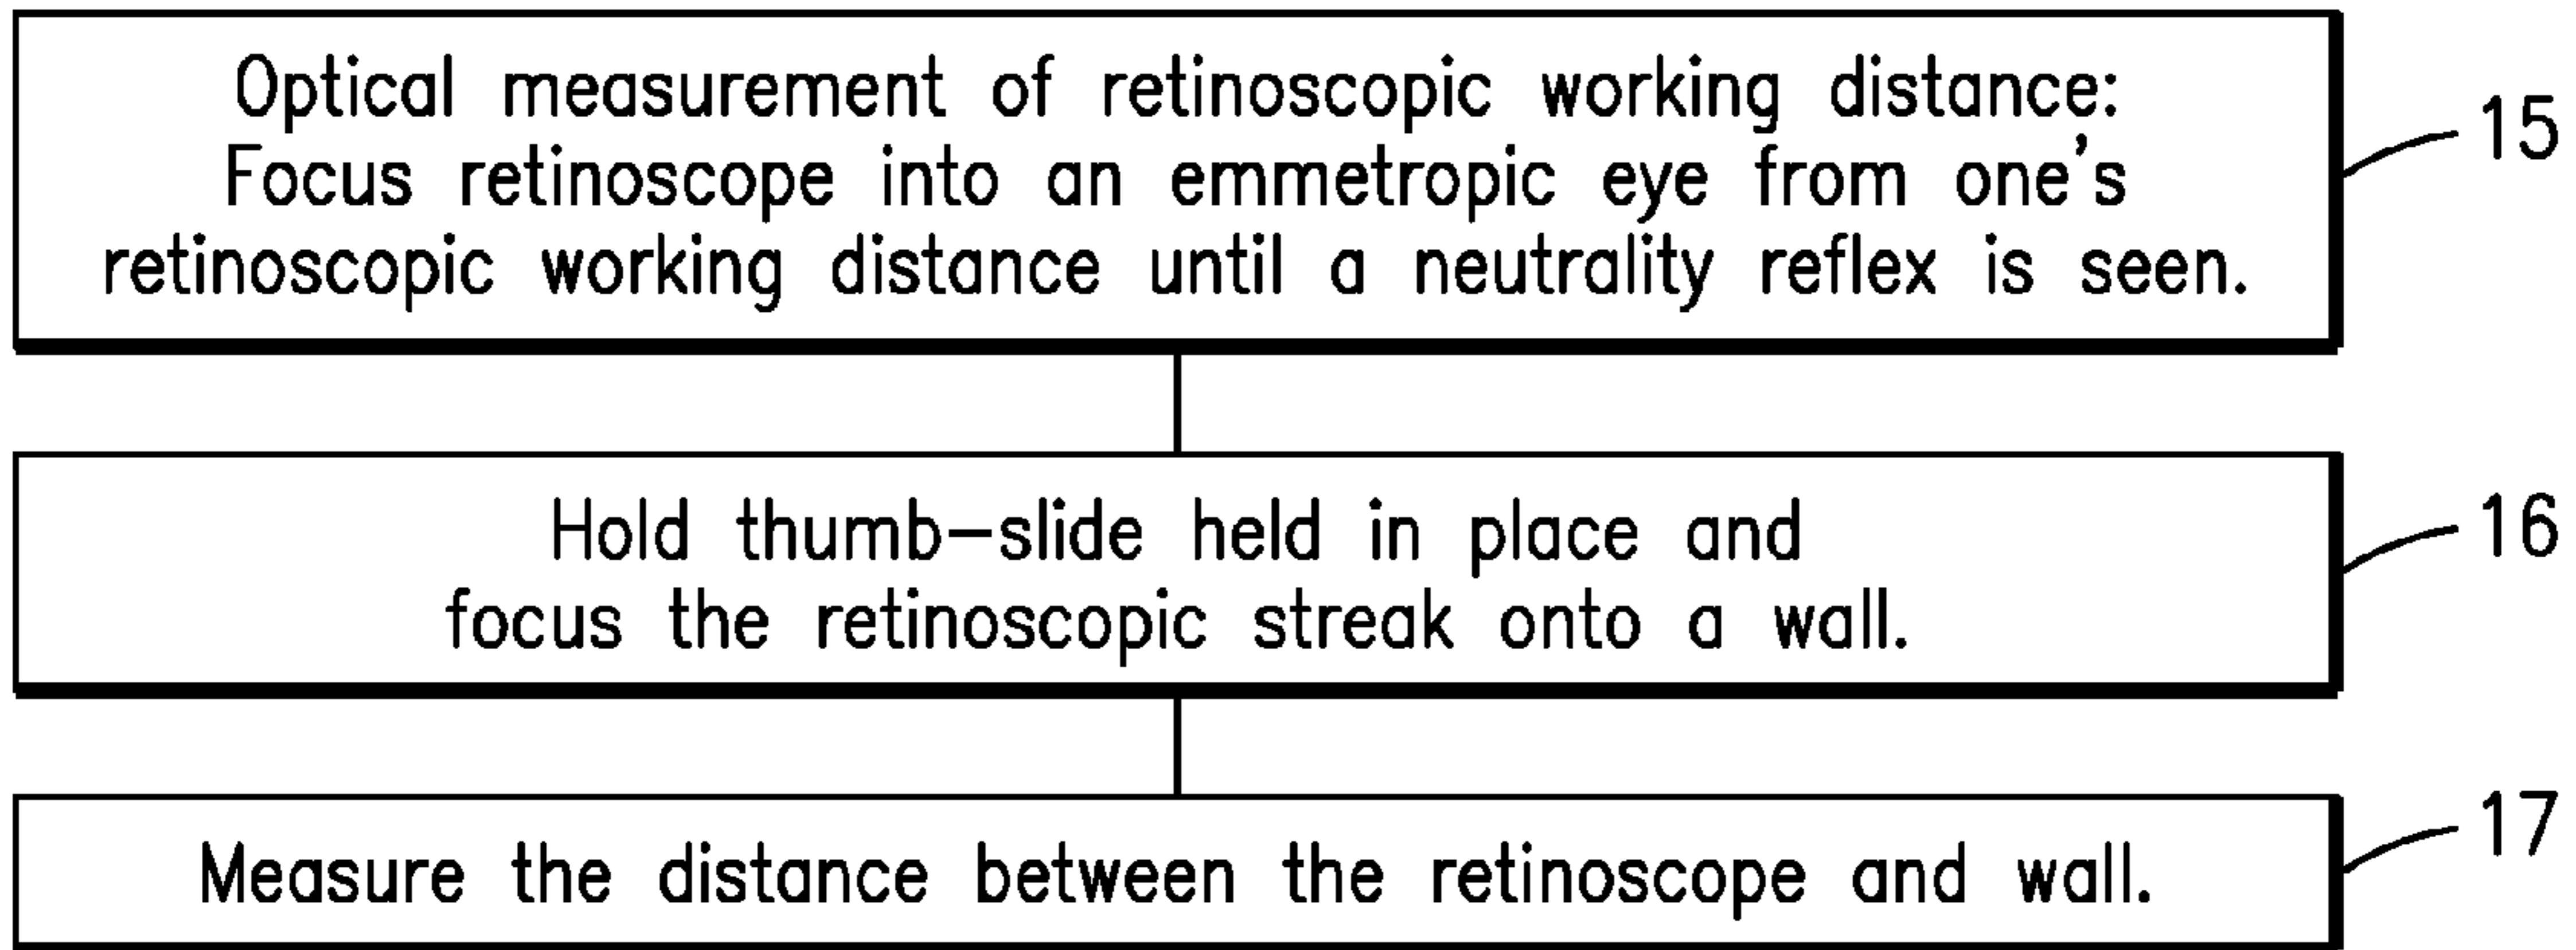 Optical measurement of retinoscopic working distance:
Focus retinoscope into an emmetropic eye from one's
retinoscopic working distance until a neutrality reflex is seen.
15
Hold thumb-slide held in place and
focus the retinoscopic streak onto a wall.
16
Measure the distance between the retinoscope and wall.
17